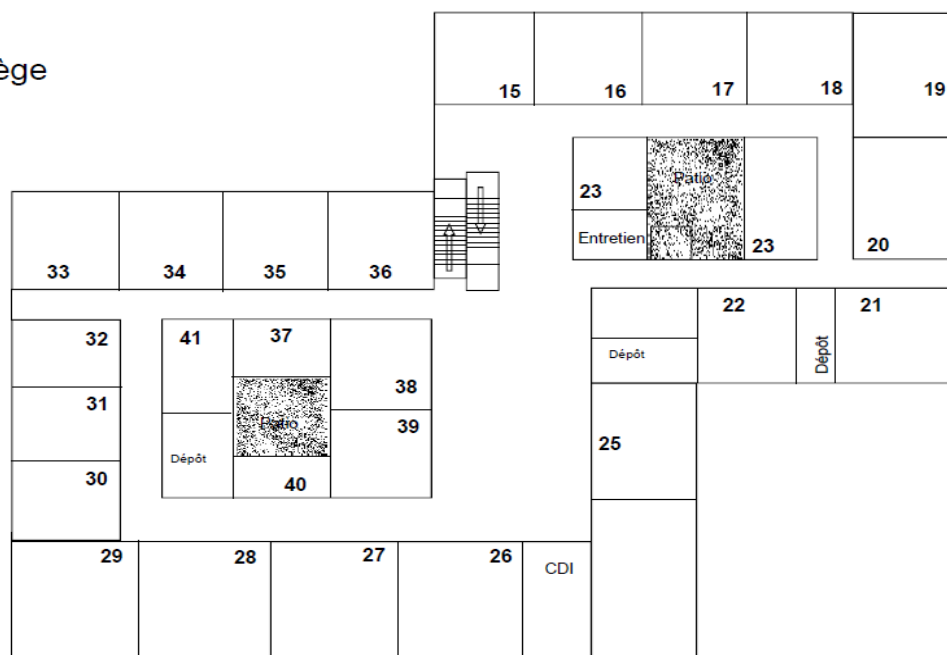 ège
15 16 17 18 19
Patio
23
Entretien 23 20
33 34 35 36
22 21
32 41 37
Dépôt Dépôt
38
31 Patio 39
25
Dépôt
30 40
29 28 27 26
CDI